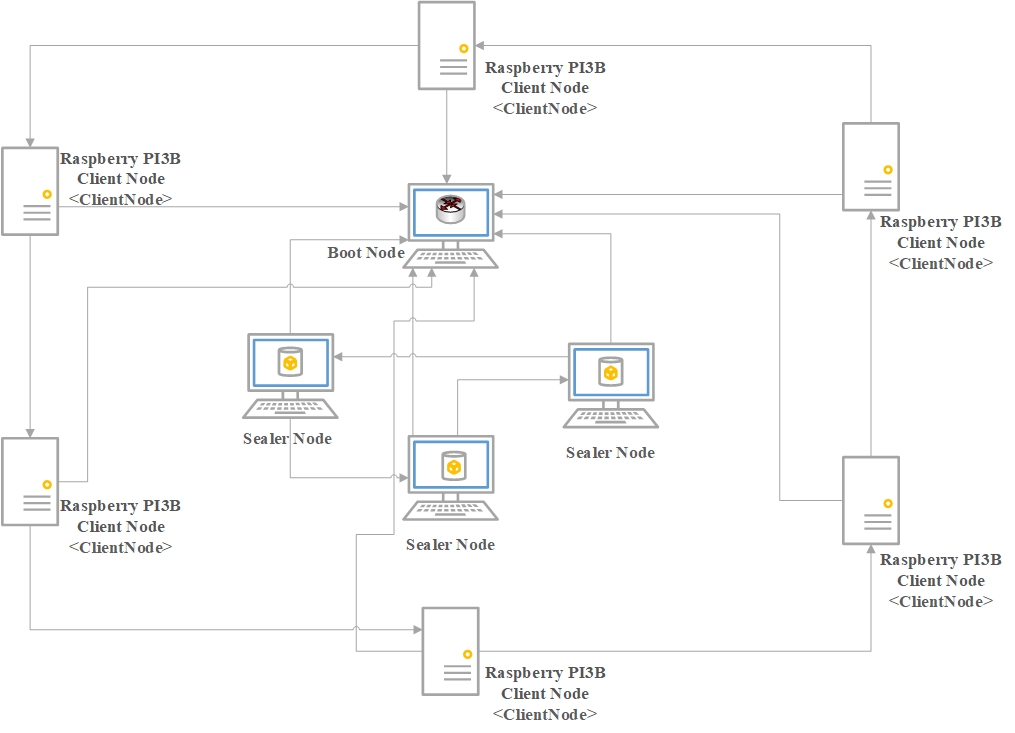 Raspberry PI3B
Client Node
<ClientNode>
Raspberry PI3B
Client Node
<ClientNode>
Raspberry PI3B
Client Node
<ClientNode>
Boot Node
Sealer Node
Sealer Node
Raspberry PI3B
Client Node
<ClientNode>
Sealer Node
Raspberry PI3B
Client Node
<ClientNode>
Raspberry PI3B
Client Node
<ClientNode>